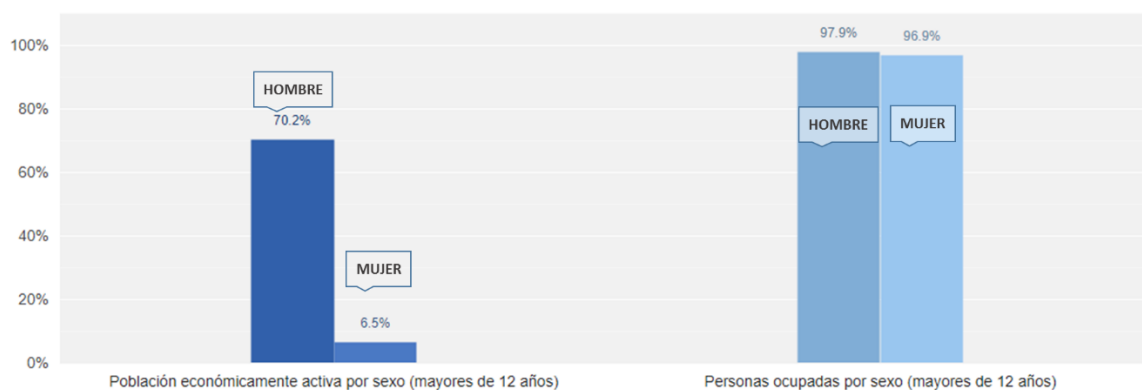 100%
80%
60%
40%
20%
0%
HOMBRE
70.2%
MUJER
6.5%
97.9%
HOMBRE
96.9%
MUJER
Población económicamente activa por sexo (mayores de 12 años)
Personas ocupadas por sexo (mayores de 12 años)